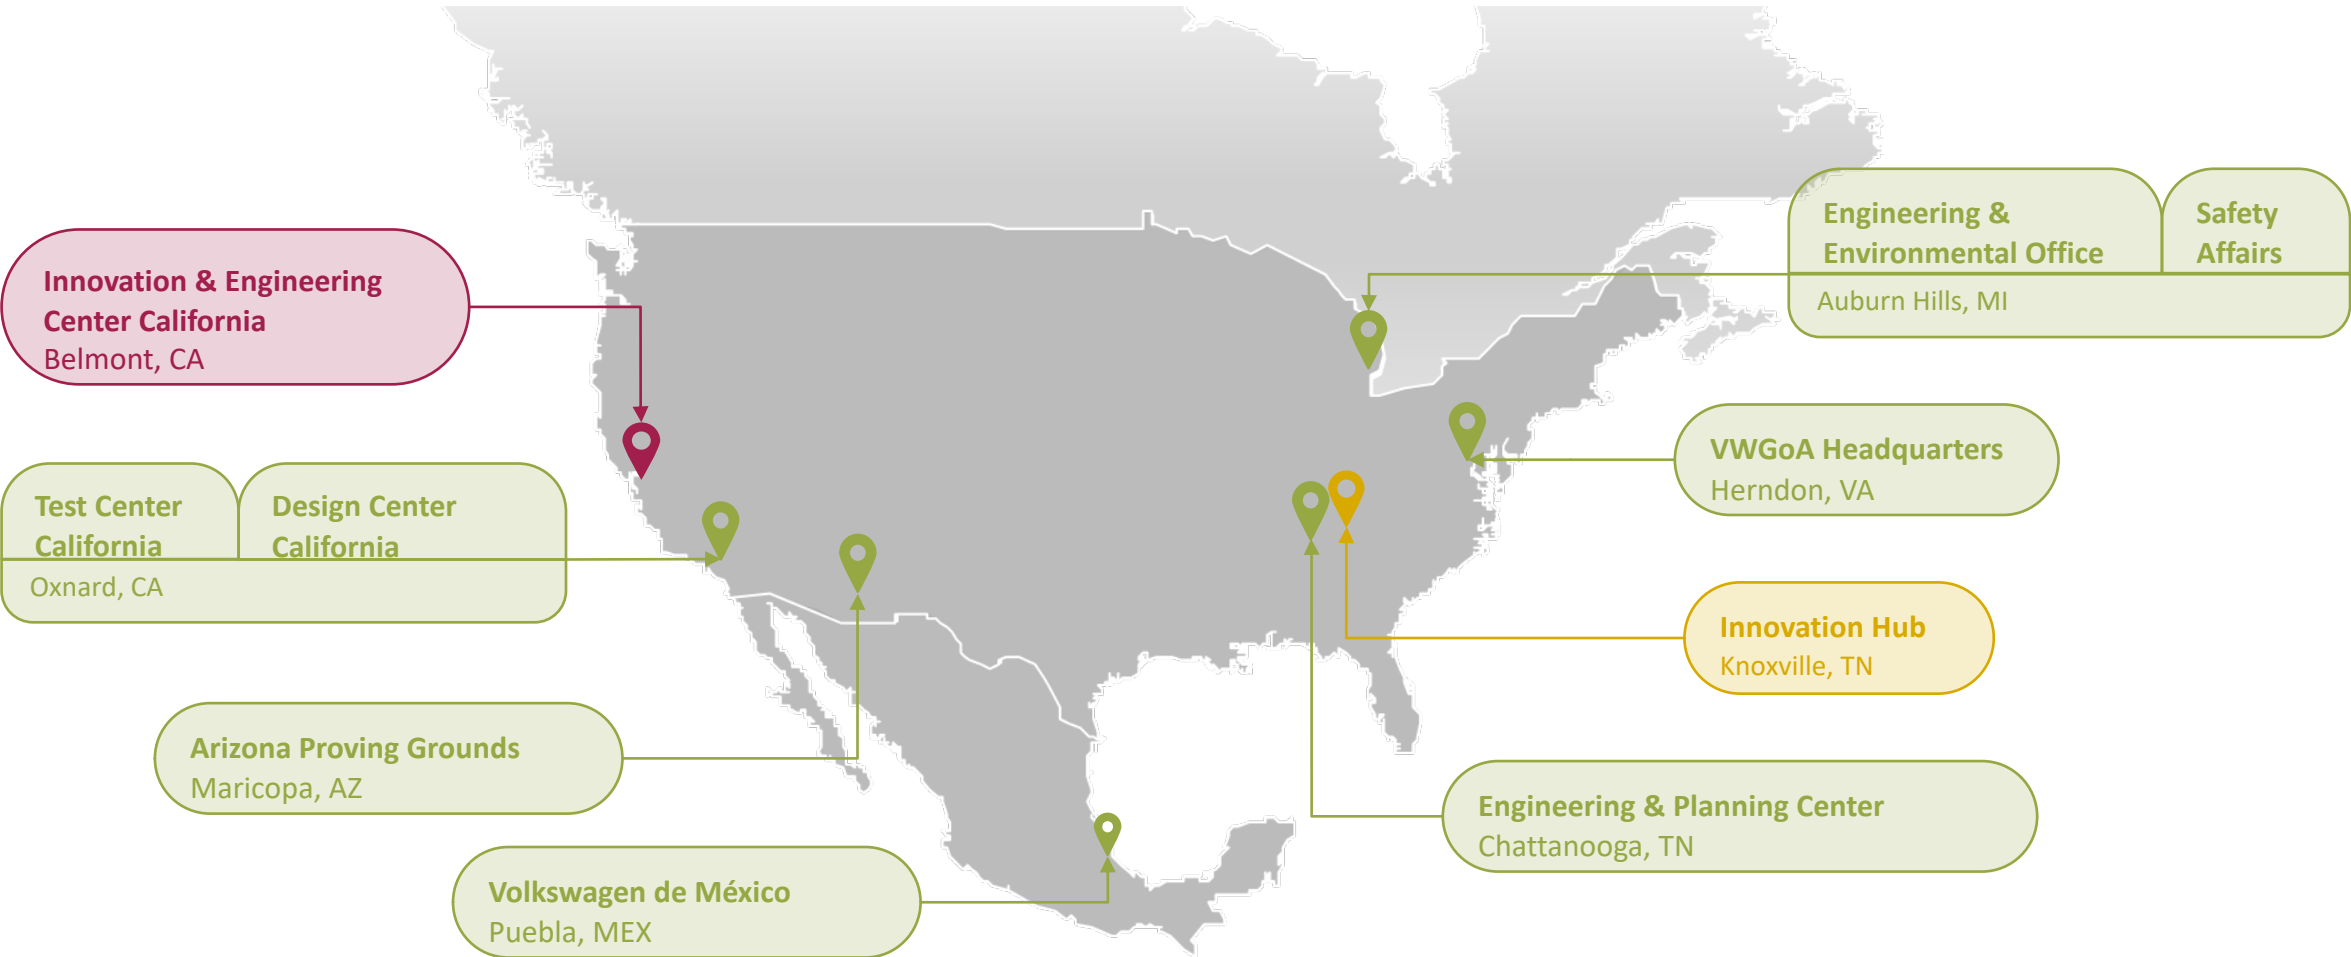 Engineering &
Environmental Office
Safety
Affairs
Auburn Hills, MI
Innovation & Engineering
Center California
Belmont, CA
VWGoA Headquarters
Herndon, VA
Test Center
California
Design Center
California
Oxnard, CA
Innovation Hub
Knoxville, TN
Arizona Proving Grounds
Maricopa, AZ
Engineering & Planning Center
Chattanooga, TN
Volkswagen de México
Puebla, MEX